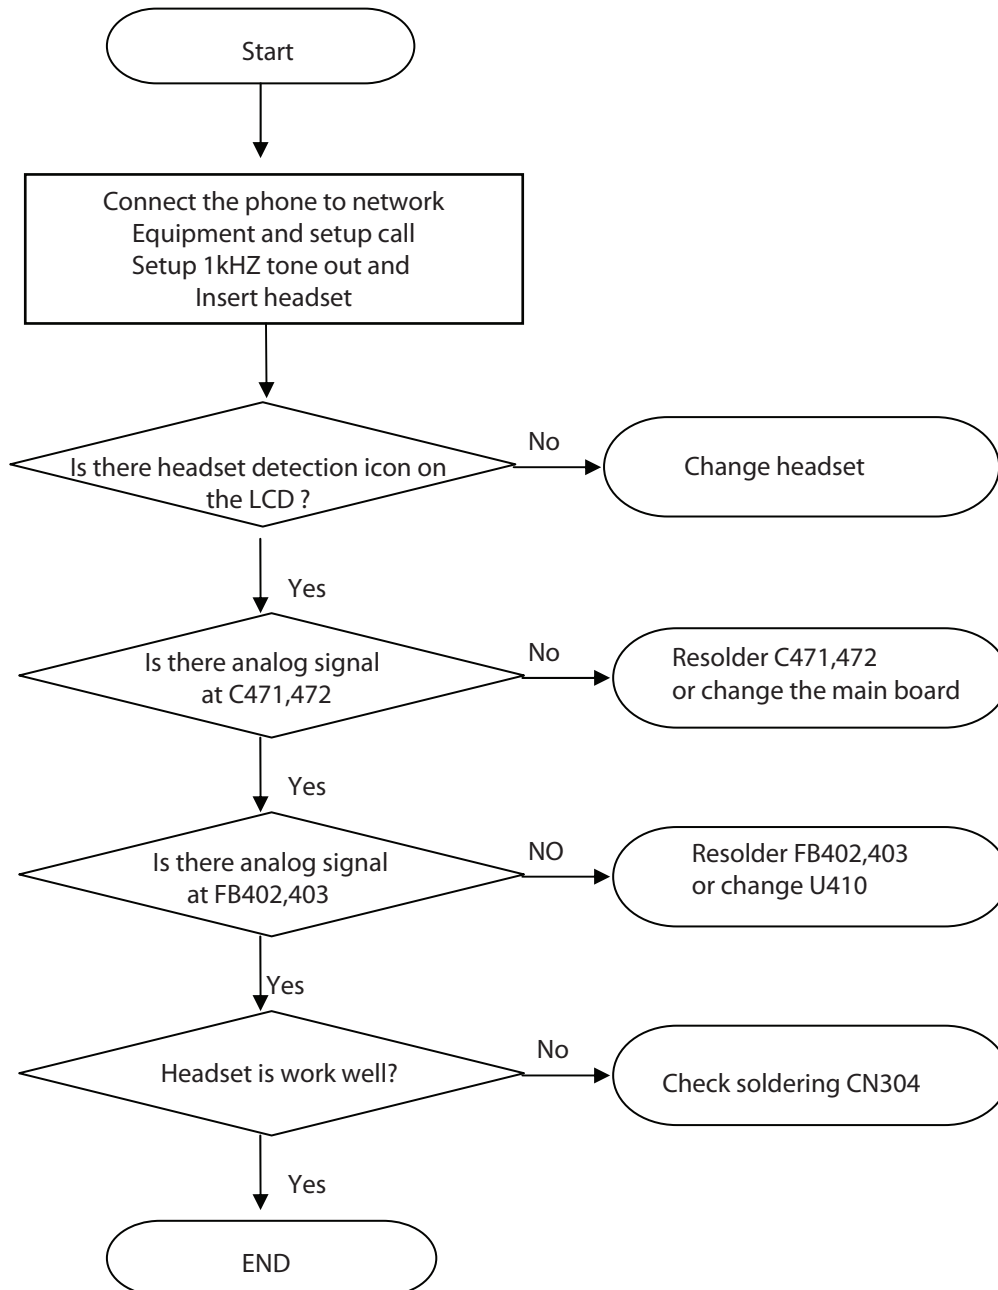 Start
Connect the phone to network
Equipment and setup call
Setup 1kHZ tone out and
Insert headset
Is there headset detection icon on
the LCD ?
No
Change headset
Yes
Is there analog signal
at C471,472
No
Resolder C471,472
or change the main board
Yes
Is there analog signal
at FB402,403
NO
Resolder FB402,403
or change U410
Yes
Headset is work well?
No
Check soldering CN304
Yes
END